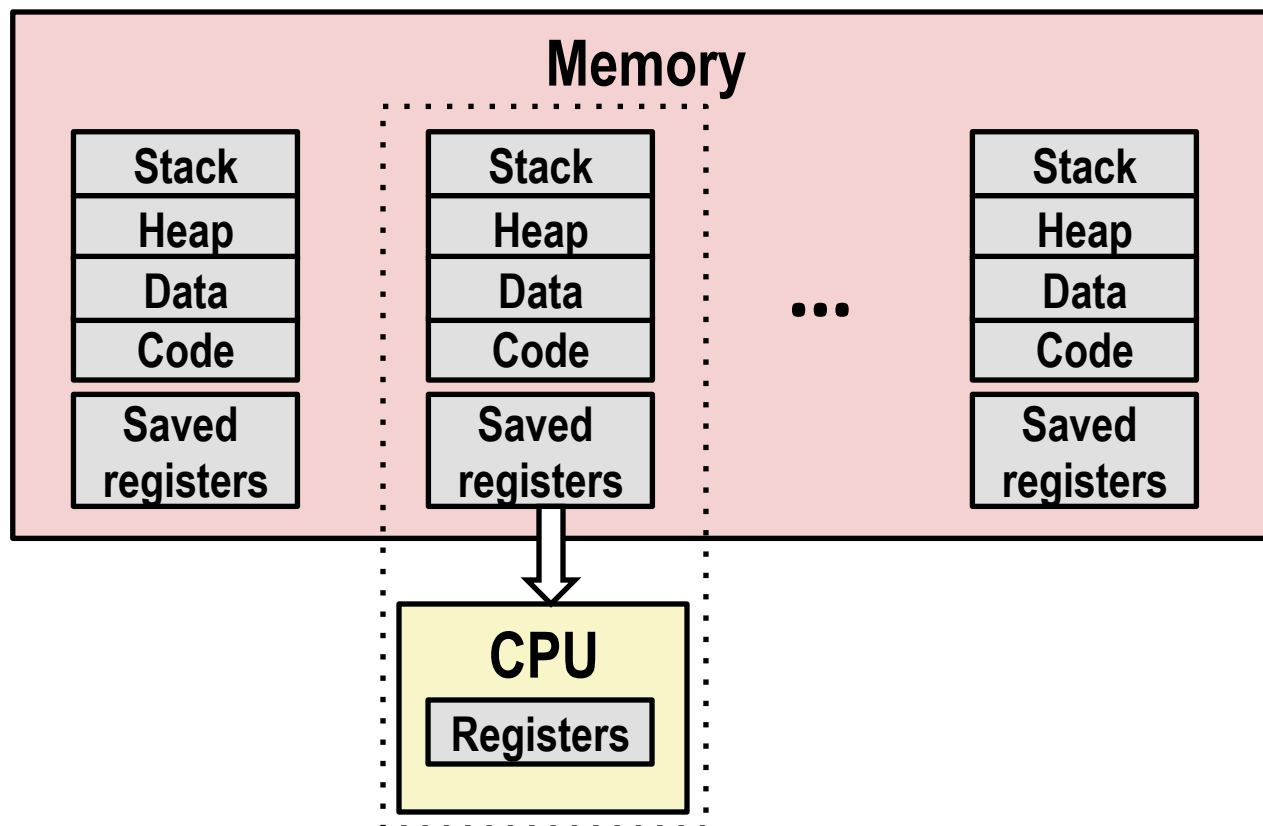 Memory
Stack
Heap
Data
Code
Saved
registers
Stack
Heap
Data
Code
Saved
registers
...
Stack
Heap
Data
Code
Saved
registers
CPU
Registers